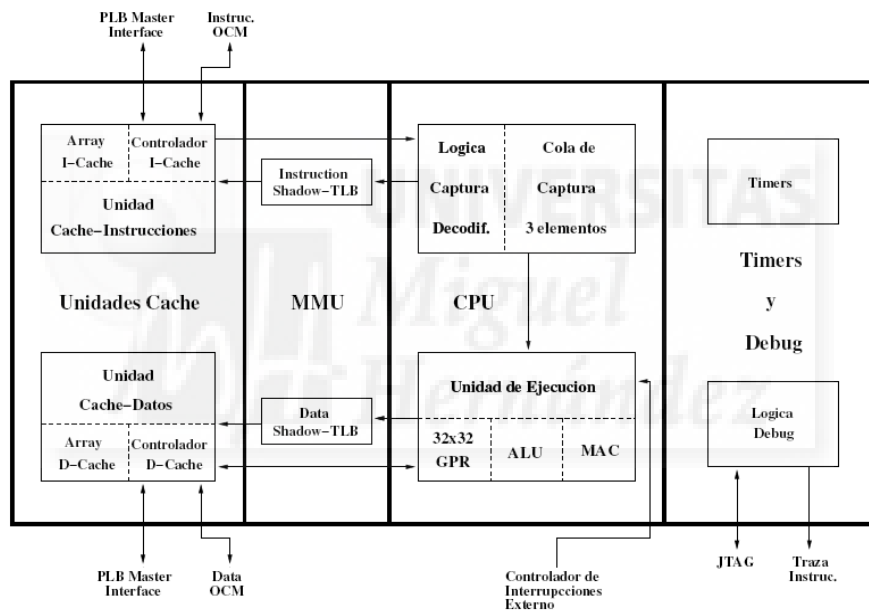 PLB Master
Interface
Instruc.
OCM
Array
I-Cache
Controlador
I-Cache
Unidad
Cache-Instrucciones
Instruction
Shadow-TLB
Logica
Captura
Decodif.
Cola de
Captura
3 elementos
Timers
UNIVERSITAS
Miguel
Hernández
Unidades Cache
MMU
CPU
Timers
y
Debug
Unidad
Cache-Datos
Array
D-Cache
Controlador
D-Cache
Data
Shadow-TLB
Unidad de Ejecucion
32x32
GPR
ALU
MAC
Logica
Debug
PLB Master
Interface
Data
OCM
Controlador de
Interrupcciones
Externo
JTAG
Traza
Instruc.